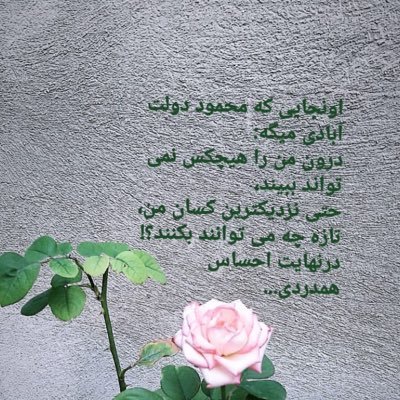 اونجایی که محمود دولت
ابادی میگه:
درون من را هیچکس نمی
تواند ببیند،
حتی نزدیکترین کسان من،
تازه چه می توانند بکنند؟!
درنهایت احساس
همدردی...